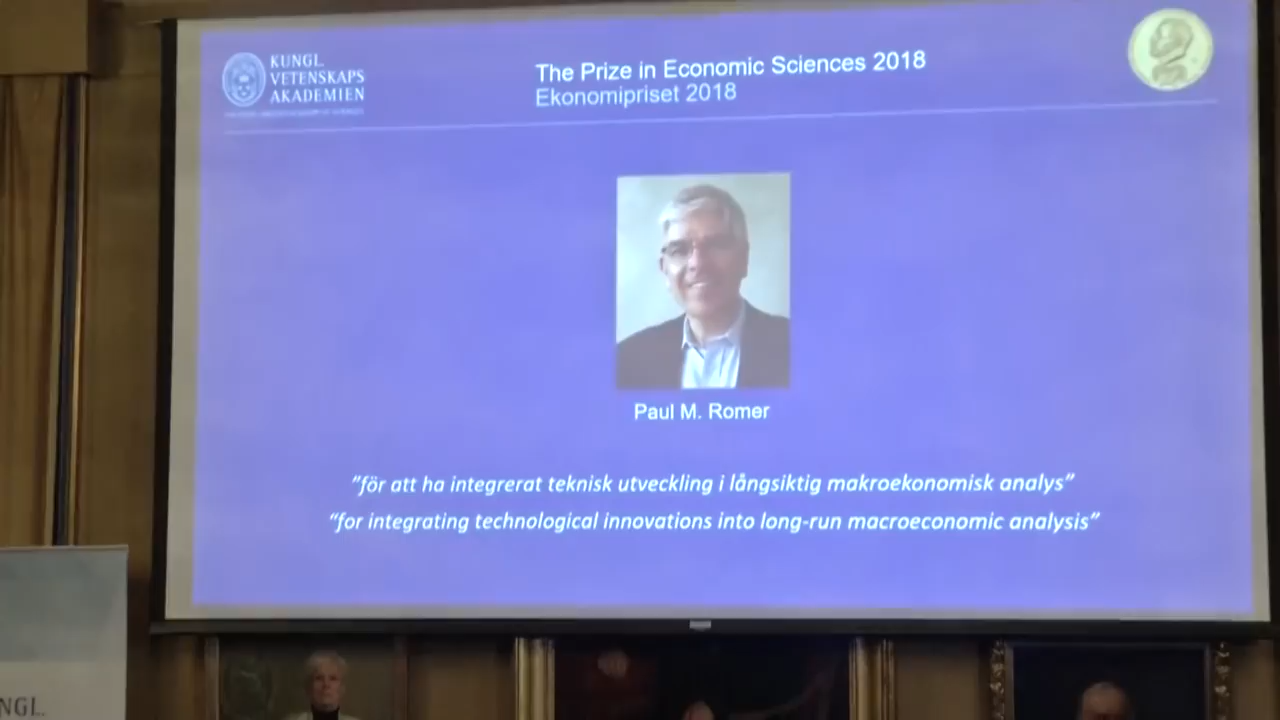 KUNGL.
VETENSKAPS
AKADEMIEN
The Prize in Economic Sciences 2018
Ekonomipriset 2018
Paul M. Romer
"för att ha integrerat teknisk utveckling i långsiktig makroekonomisk analys"
"for integrating technological innovations into long-run macroeconomic analysis"
NGL.